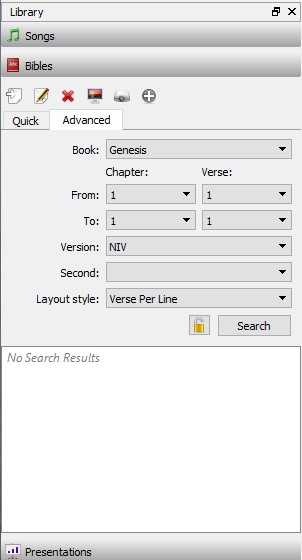 Library
Songs
Bibles
Quick Advanced
Book: Genesis
Chapter: Verse:
From: 1 1
To: 1 1
Version: NIV
Second:
Layout style: Verse Per Line
Search
No Search Results
Presentations